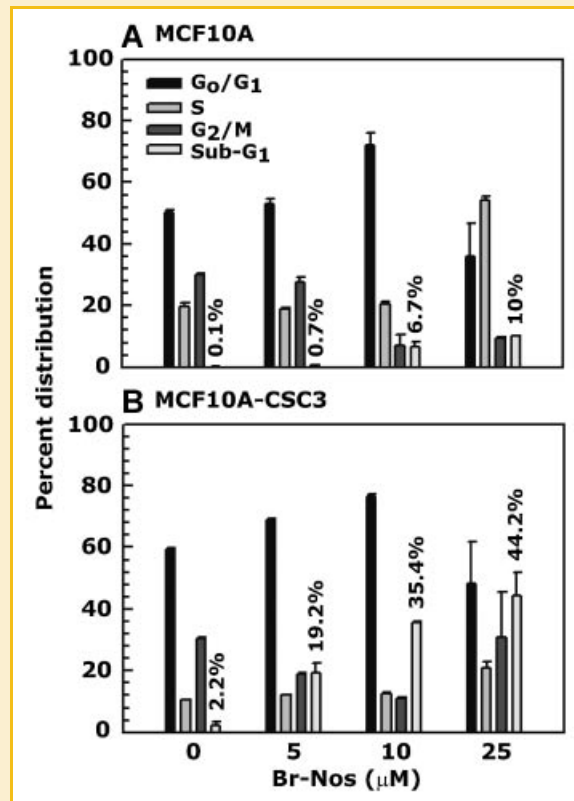 A MCF10A
100
80
60
40
20
0
G₀/G₁
S
G₂/M
Sub-G₁
0.1%
0.7%
6.7%
10%
Percent distribution
B MCF10A-CSC3
100
80
60
40
20
0
2.2%
19.2%
35.4%
44.2%
0 5 10 25
Br-Nos (μM)